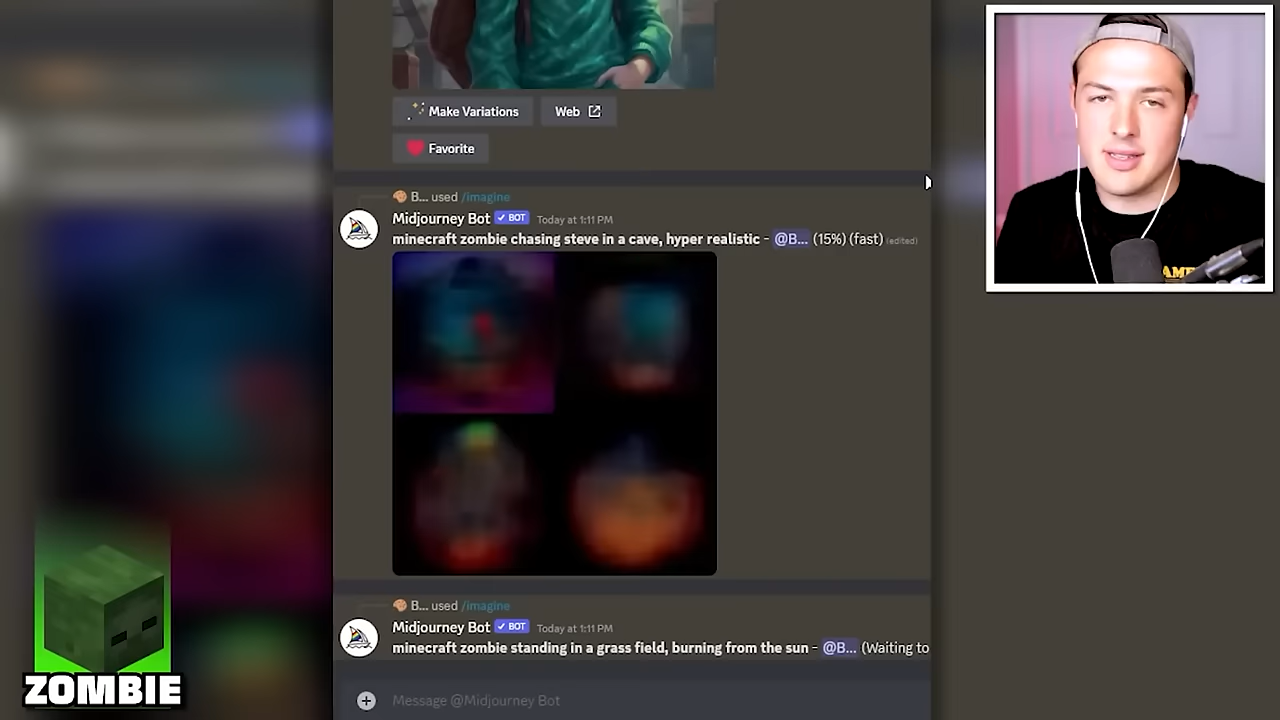 Make Variations
Web
Favorite
B... used /imagine
Midjourney Bot ✓ BOT Today at 1:11 PM
minecraft zombie chasing steve in a cave, hyper realistic - @B... (15%) (fast) (edited)
B... used /imagine
Midjourney Bot ✓ BOT Today at 1:11 PM
minecraft zombie standing in a grass field, burning from the sun - @B... (Waiting to
Message @Midjourney Bot
ZOMBIE